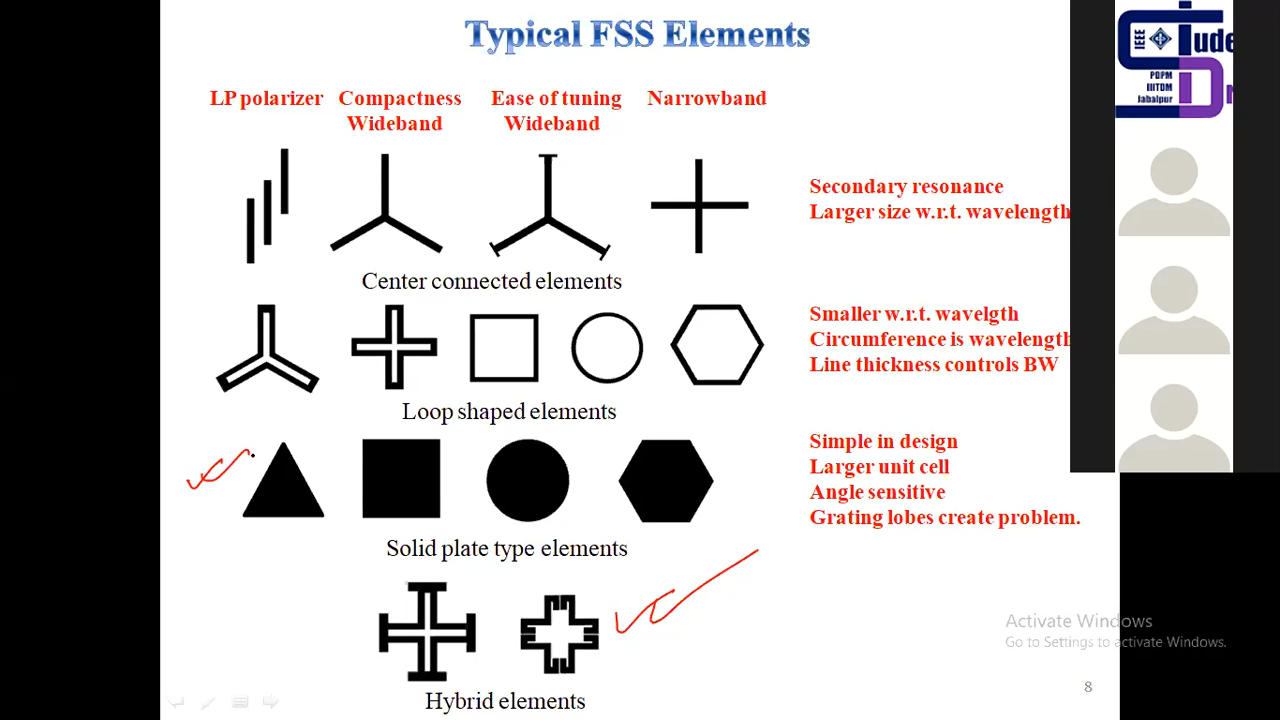 Typical FSS Elements
LP polarizer
Compactness
Wideband
Ease of tuning
Wideband
Narrowband
Secondary resonance
Larger size w.r.t. wavelength
Center connected elements
Smaller w.r.t. wavelgth
Circumference is wavelength
Line thickness controls BW
Loop shaped elements
Simple in design
Larger unit cell
Angle sensitive
Grating lobes create problem.
Solid plate type elements
Hybrid elements
8
IEEE
tude
PDPM
IIITDM
Jabalpur
Activate Windows
Go to Settings to activate Windows.